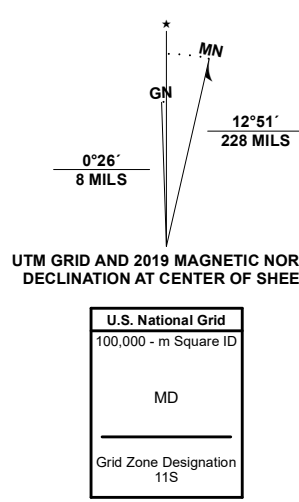 ★
MN
GN
12°51´
228 MILS
0°26´
8 MILS
UTM GRID AND 2019 MAGNETIC NOR
DECLINATION AT CENTER OF SHEE
U.S. National Grid
100,000 - m Square ID
MD
Grid Zone Designation
11S